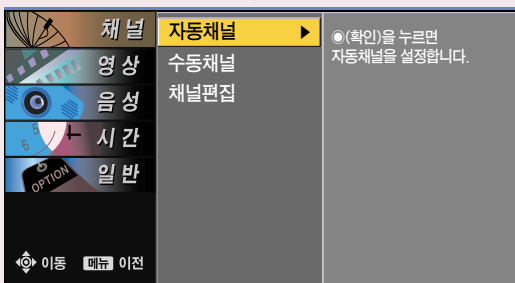 채널
영상
음성
시간
일반
OPTION
5
6
자동채널 ▶
수동채널
채널편집
◉(확인)을 누르면
자동채널을 설정합니다.
이동 메뉴 이전